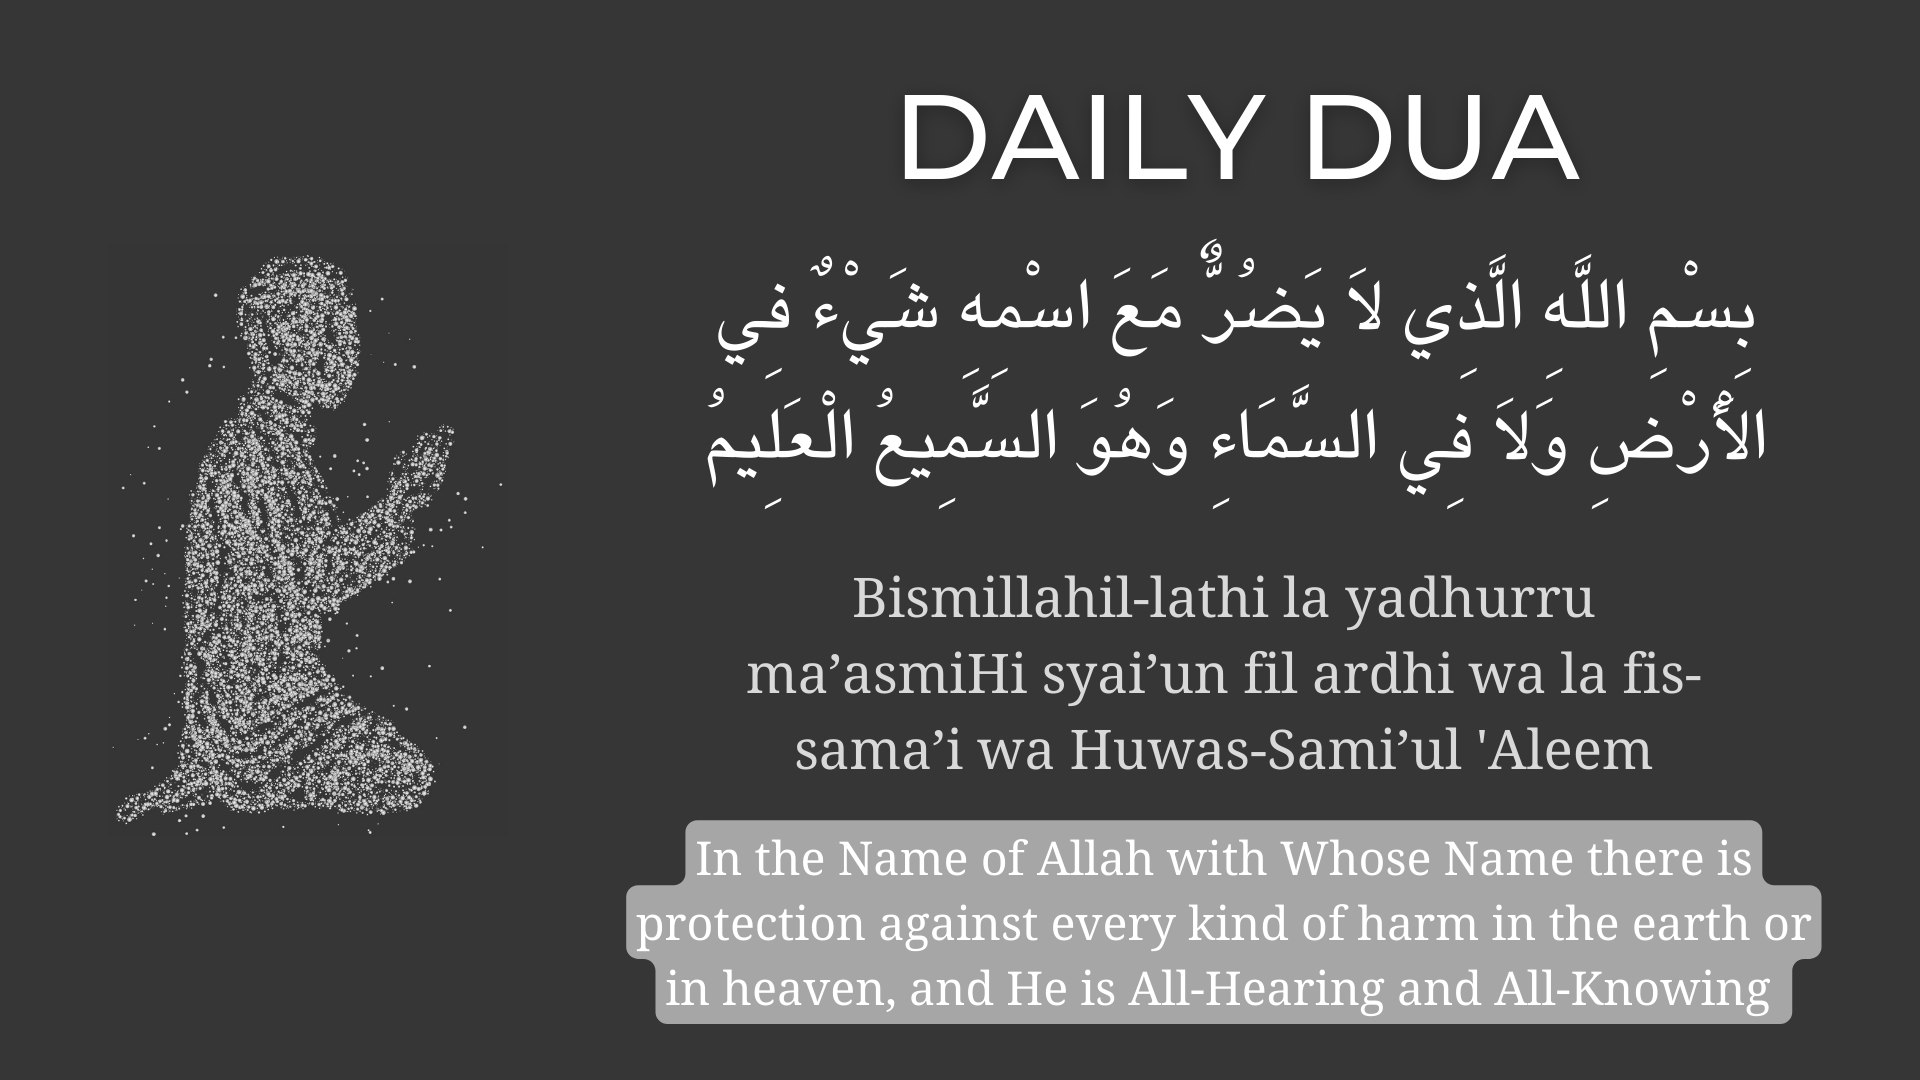 DAILY DUA
بِسْمِ اللَّهِ الَّذِي لاَ يَضُرٌّ مَعَ اسْمِهِ شَيْءٌ فِي
الأَرْضِ وَلاَ فِي السَّمَاءِ وَهُوَ السَّمِيعُ الْعَلِيمُ
Bismillahil-lathi la yadhurru
ma’asmiHi syai’un fil ardhi wa la fis-
sama’i wa Huwas-Sami’ul 'Aleem
In the Name of Allah with Whose Name there is
protection against every kind of harm in the earth or
in heaven, and He is All-Hearing and All-Knowing